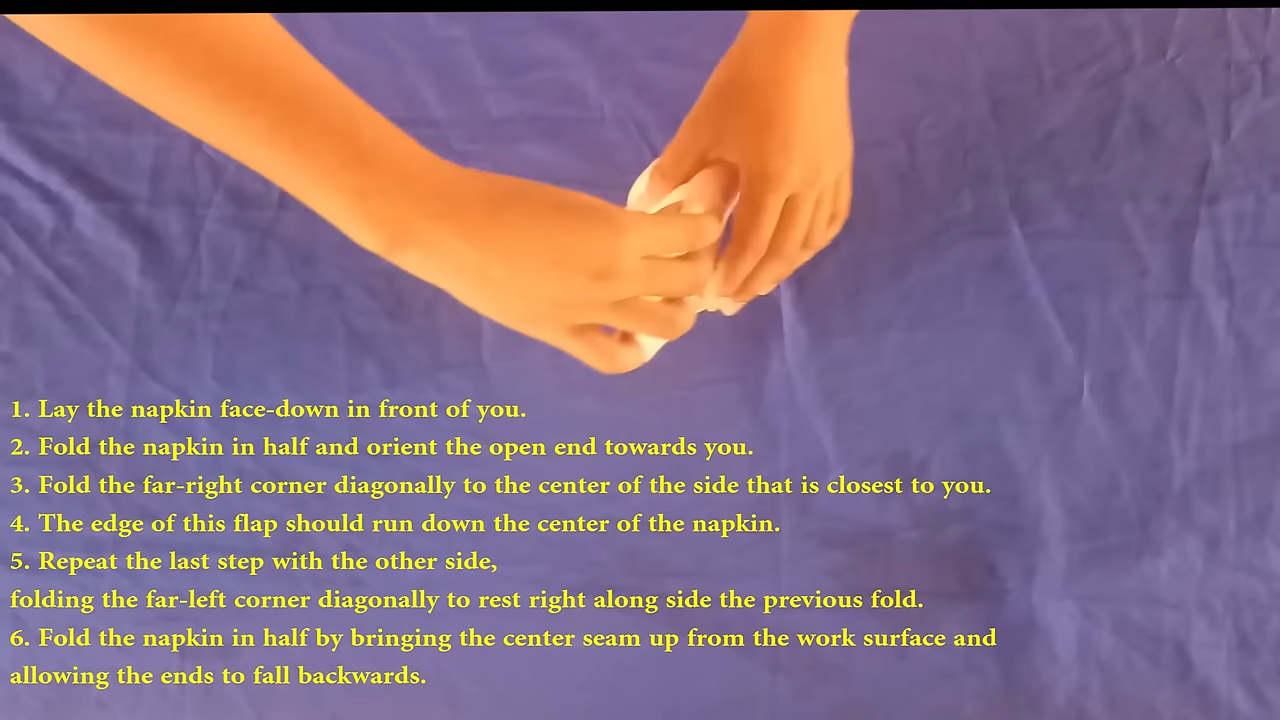 1. Lay the napkin face-down in front of you.
2. Fold the napkin in half and orient the open end towards you.
3. Fold the far-right corner diagonally to the center of the side that is closest to you.
4. The edge of this flap should run down the center of the napkin.
5. Repeat the last step with the other side,
folding the far-left corner diagonally to rest right along side the previous fold.
6. Fold the napkin in half by bringing the center seam up from the work surface and
allowing the ends to fall backwards.